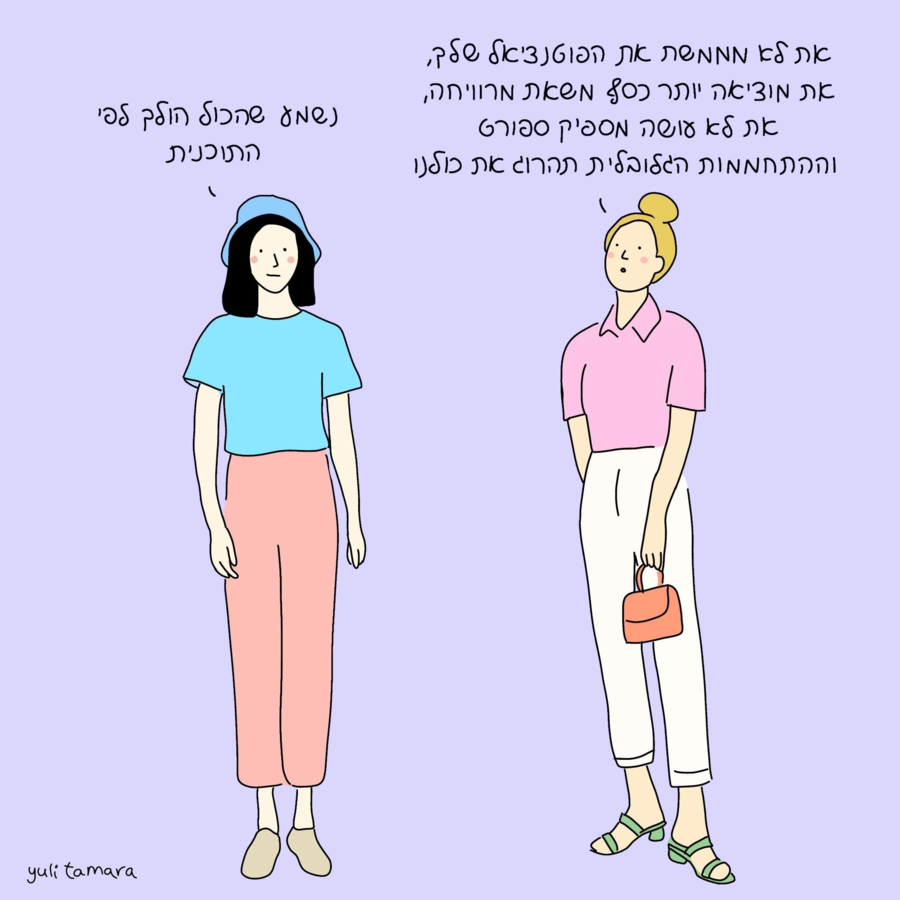 את לא מממשת את הפוטנציאל שלך,
את מוציאה יותר כסף משאת מרוויחה,
את לא עושה מספיק ספורט
וההתחממות הגלובלית תהרוג את כולנו
נשמע שהכול הולך לפי
התוכנית
yuli tamara